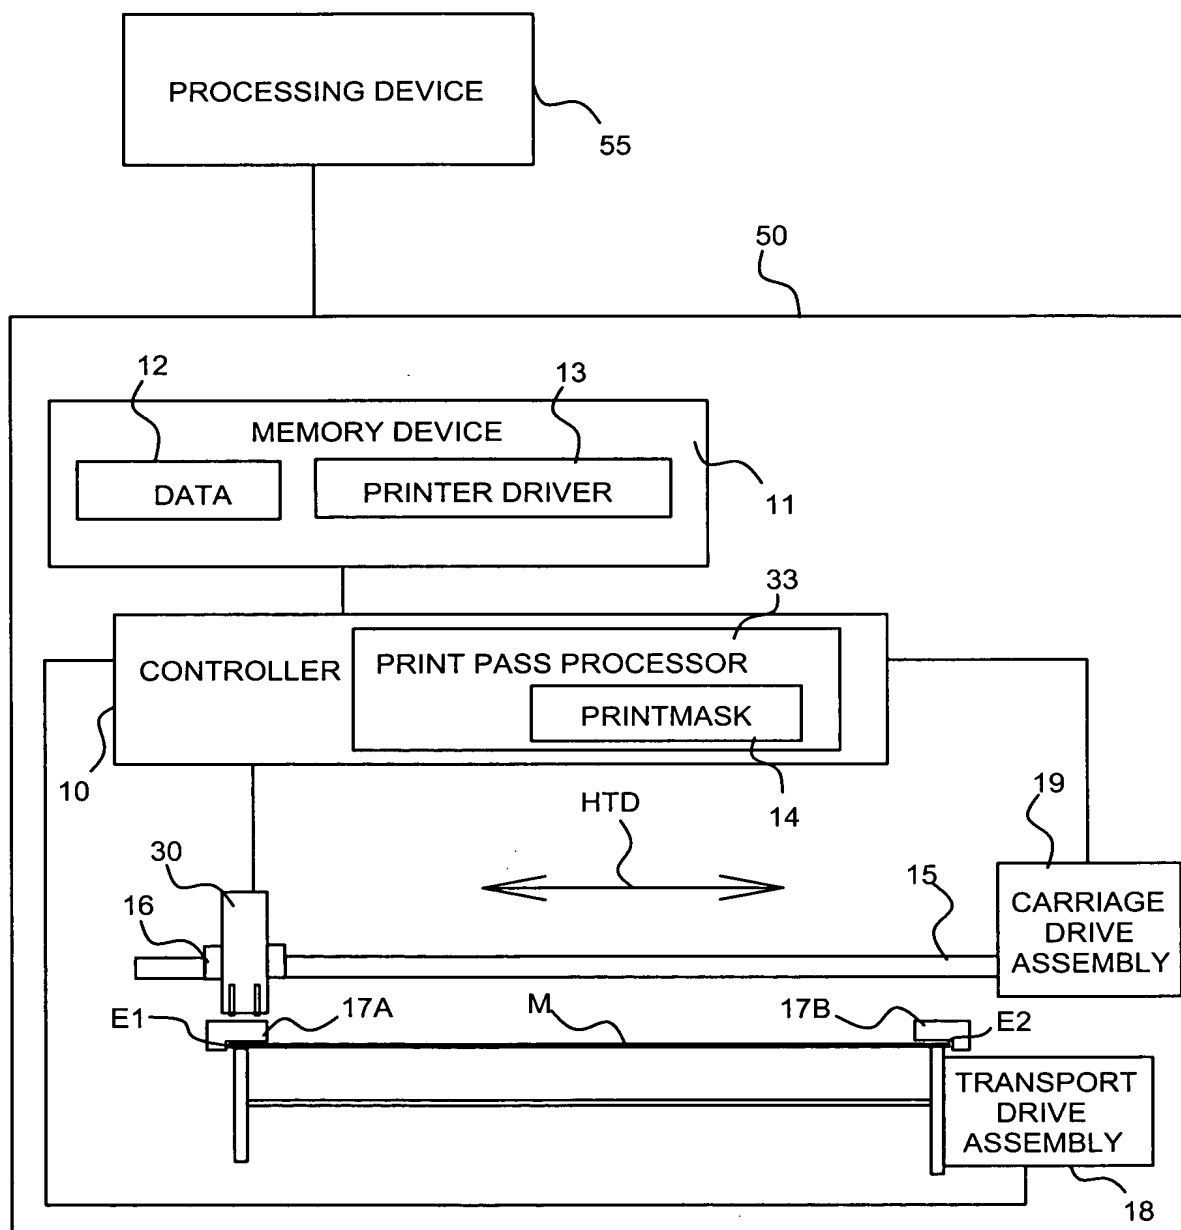 PROCESSING DEVICE
55
50
12
13
MEMORY DEVICE
DATA
PRINTER DRIVER
11
33
CONTROLLER
PRINT PASS PROCESSOR
PRINTMASK
10
14
HTD
19
30
15
16
CARRIAGE
DRIVE
ASSEMBLY
E1
17A
M
17B
E2
TRANSPORT
DRIVE
ASSEMBLY
18